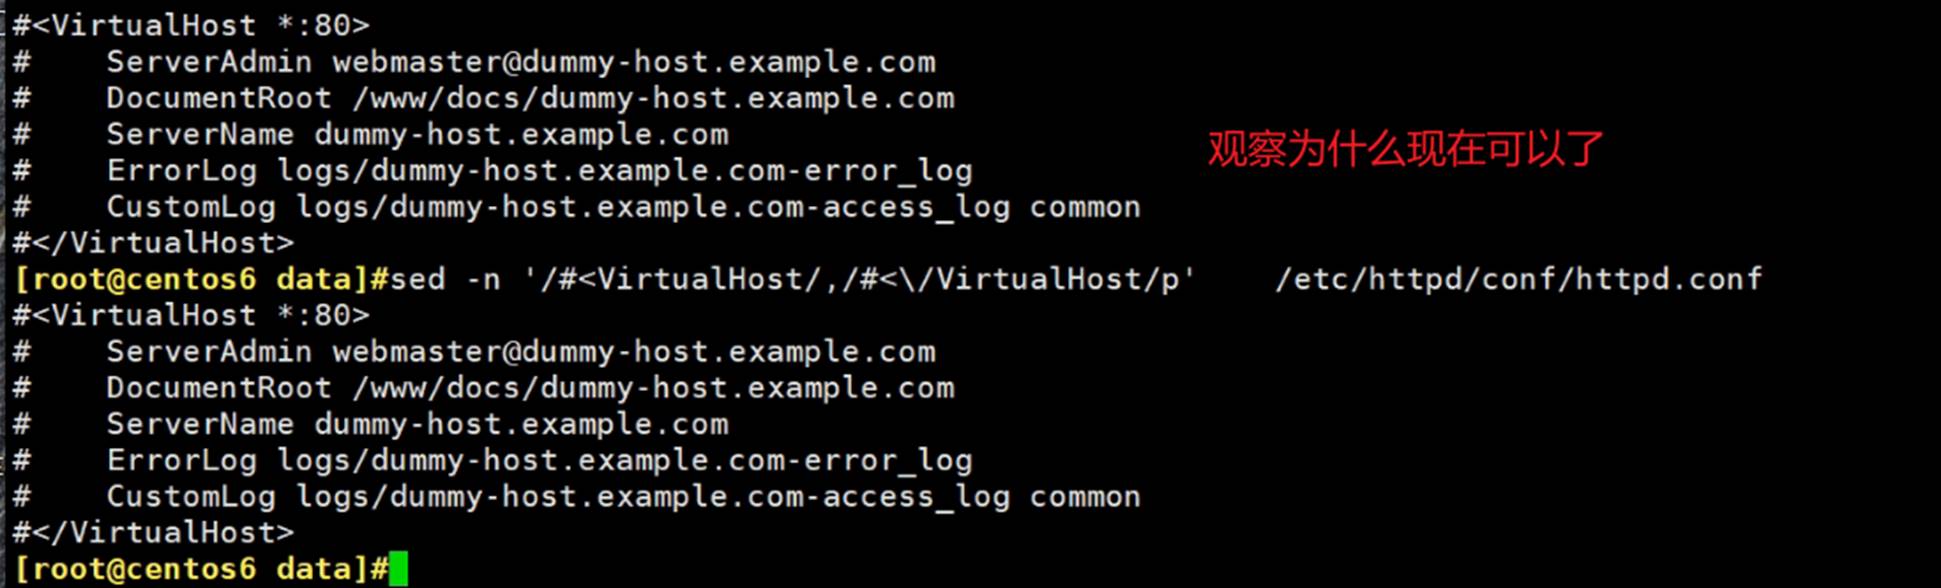 #<VirtualHost *:80>
#    ServerAdmin webmaster@dummy-host.example.com
#    DocumentRoot /www/docs/dummy-host.example.com
#    ServerName dummy-host.example.com
观察为什么现在可以了
#    ErrorLog logs/dummy-host.example.com-error_log
#    CustomLog logs/dummy-host.example.com-access_log common
#</VirtualHost>
[root@centos6 data]#sed -n '/#<VirtualHost/,/#<\/VirtualHost/p'    /etc/httpd/conf/httpd.conf
#<VirtualHost *:80>
#    ServerAdmin webmaster@dummy-host.example.com
#    DocumentRoot /www/docs/dummy-host.example.com
#    ServerName dummy-host.example.com
#    ErrorLog logs/dummy-host.example.com-error_log
#    CustomLog logs/dummy-host.example.com-access_log common
#</VirtualHost>
[root@centos6 data]#